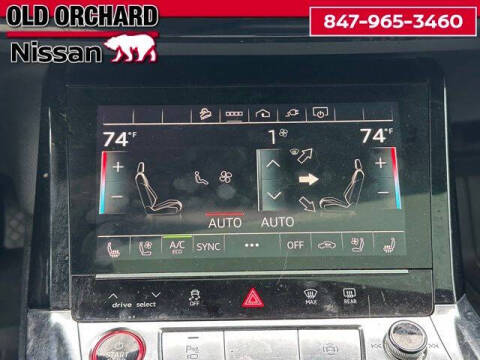 OLD ORCHARD
Nissan
847-965-3460
74°F
1
74°F
+
+
−
−
AUTO
AUTO
A/C
ECO
SYNC
•••
OFF
drive select
OFF
MAX
REAR
START